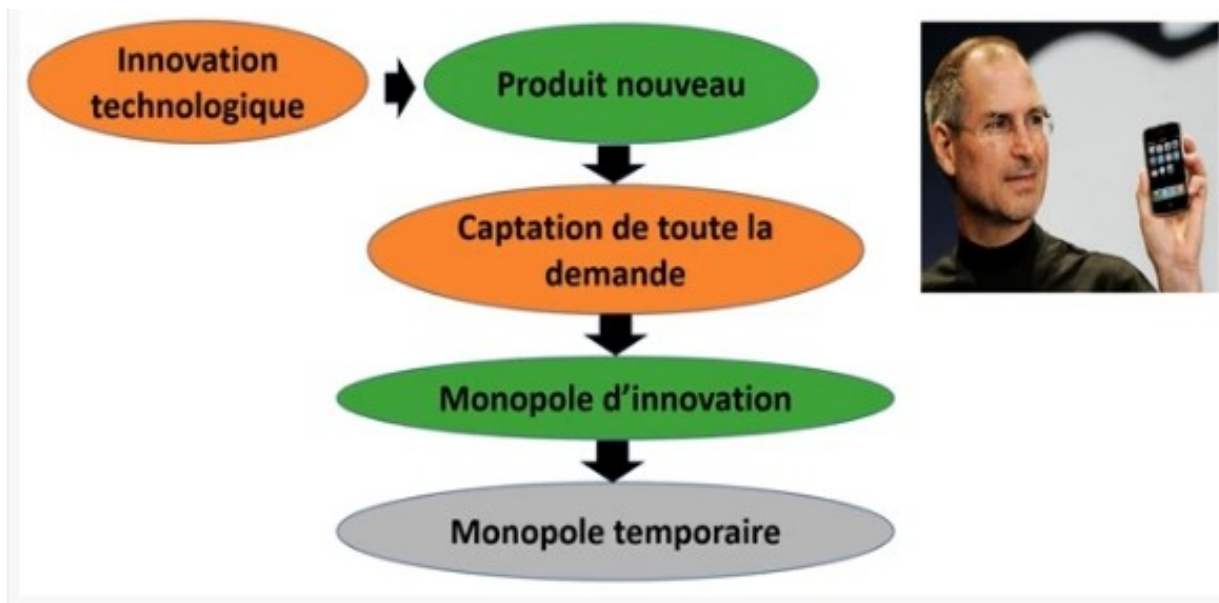 Innovation
technologique
Produit nouveau
Captation de toute la
demande
Monopole d'innovation
Monopole temporaire